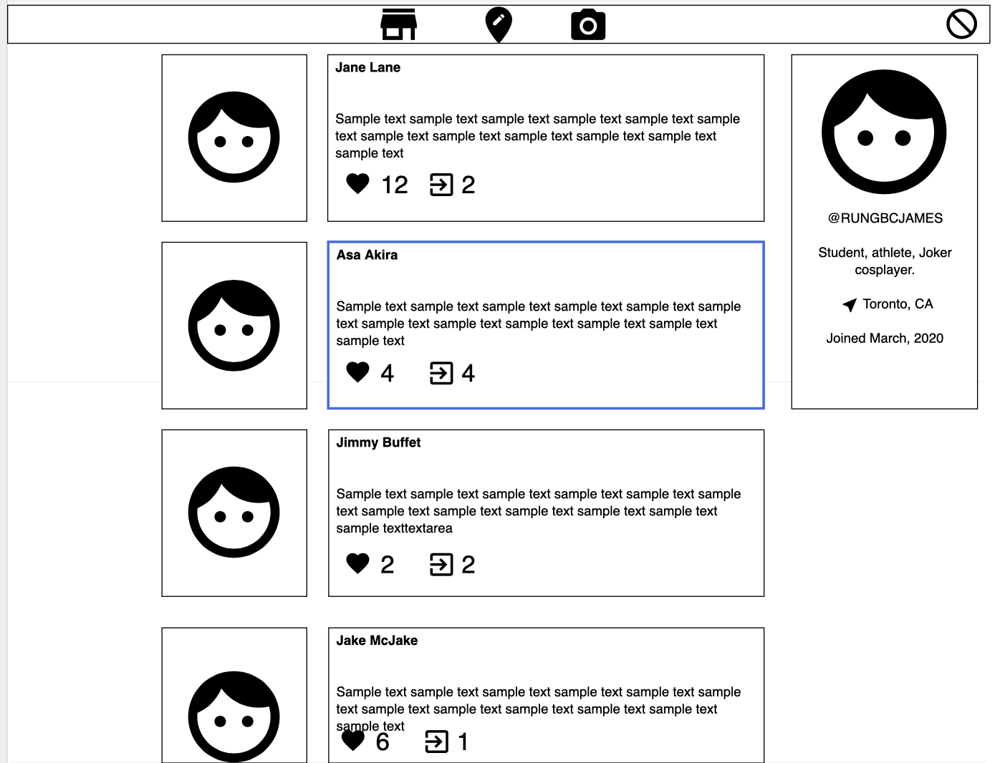 Jane Lane
Sample text sample text sample text sample text sample text sample
text sample text sample text sample text sample text sample text
sample text
12 2
@RUNGBCJAMES
Student, athlete, Joker
cosplayer.
Toronto, CA
Joined March, 2020
Asa Akira
Sample text sample text sample text sample text sample text sample
text sample text sample text sample text sample text sample text
sample text
4 4
Jimmy Buffet
Sample text sample text sample text sample text sample text sample
text sample text sample text sample text sample text sample text
sample texttextarea
2 2
Jake McJake
Sample text sample text sample text sample text sample text sample
text sample text sample text sample text sample text sample text
sample text
6 1